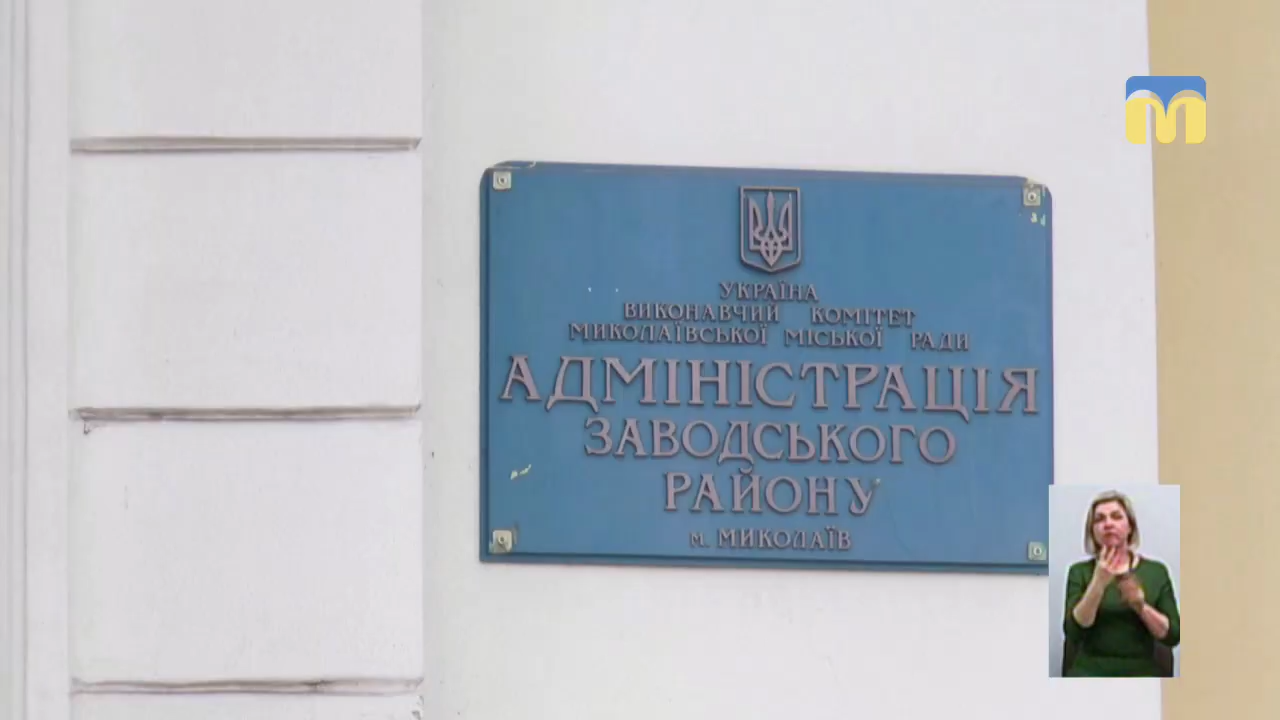 УКРАЇНА
ВИКОНАВЧИЙ КОМІТЕТ
МИКОЛАЇВСЬКОЇ МІСЬКОЇ РАДИ
АДМІНІСТРАЦІЯ
ЗАВОДСЬКОГО
РАЙОНУ
м. МИКОЛАЇВ